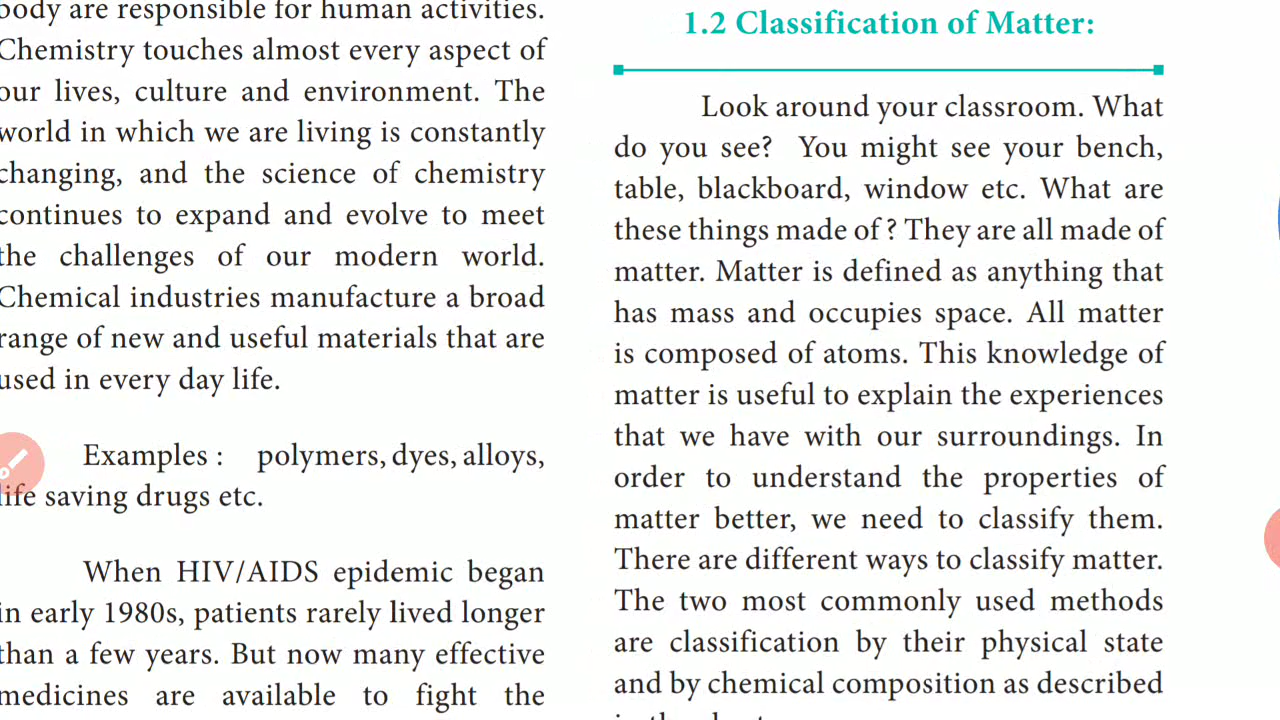 body are responsible for human activities.
Chemistry touches almost every aspect of
our lives, culture and environment. The
world in which we are living is constantly
changing, and the science of chemistry
continues to expand and evolve to meet
the challenges of our modern world.
Chemical industries manufacture a broad
range of new and useful materials that are
used in every day life.
Examples : polymers, dyes, alloys,
life saving drugs etc.
When HIV/AIDS epidemic began
in early 1980s, patients rarely lived longer
than a few years. But now many effective
medicines are available to fight the
1.2 Classification of Matter:
Look around your classroom. What
do you see? You might see your bench,
table, blackboard, window etc. What are
these things made of ? They are all made of
matter. Matter is defined as anything that
has mass and occupies space. All matter
is composed of atoms. This knowledge of
matter is useful to explain the experiences
that we have with our surroundings. In
order to understand the properties of
matter better, we need to classify them.
There are different ways to classify matter.
The two most commonly used methods
are classification by their physical state
and by chemical composition as described